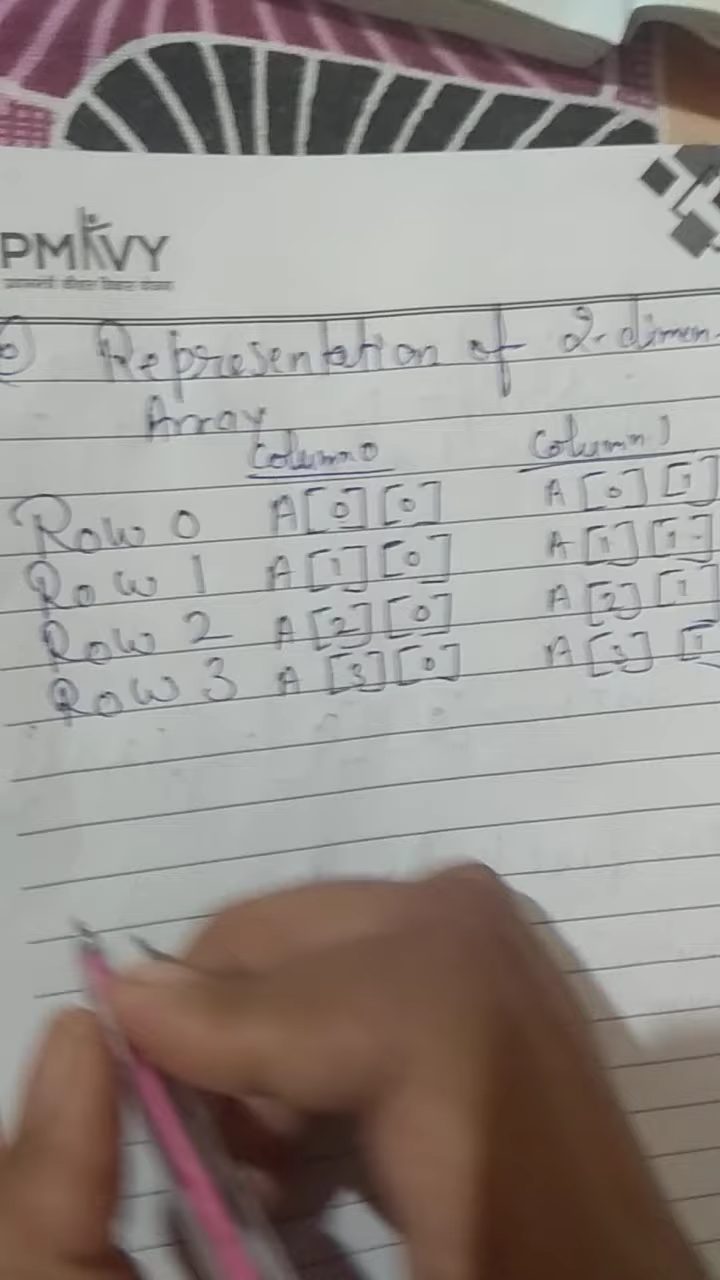 PMKVY
Representation of 2-dimen
Array
Column 0 Column 1
Row 0 A[0][0] A[0][1]
Row 1 A[1][0] A[1][1]
Row 2 A[2][0] A[2][1
Row 3 A[3][0] A[3][1